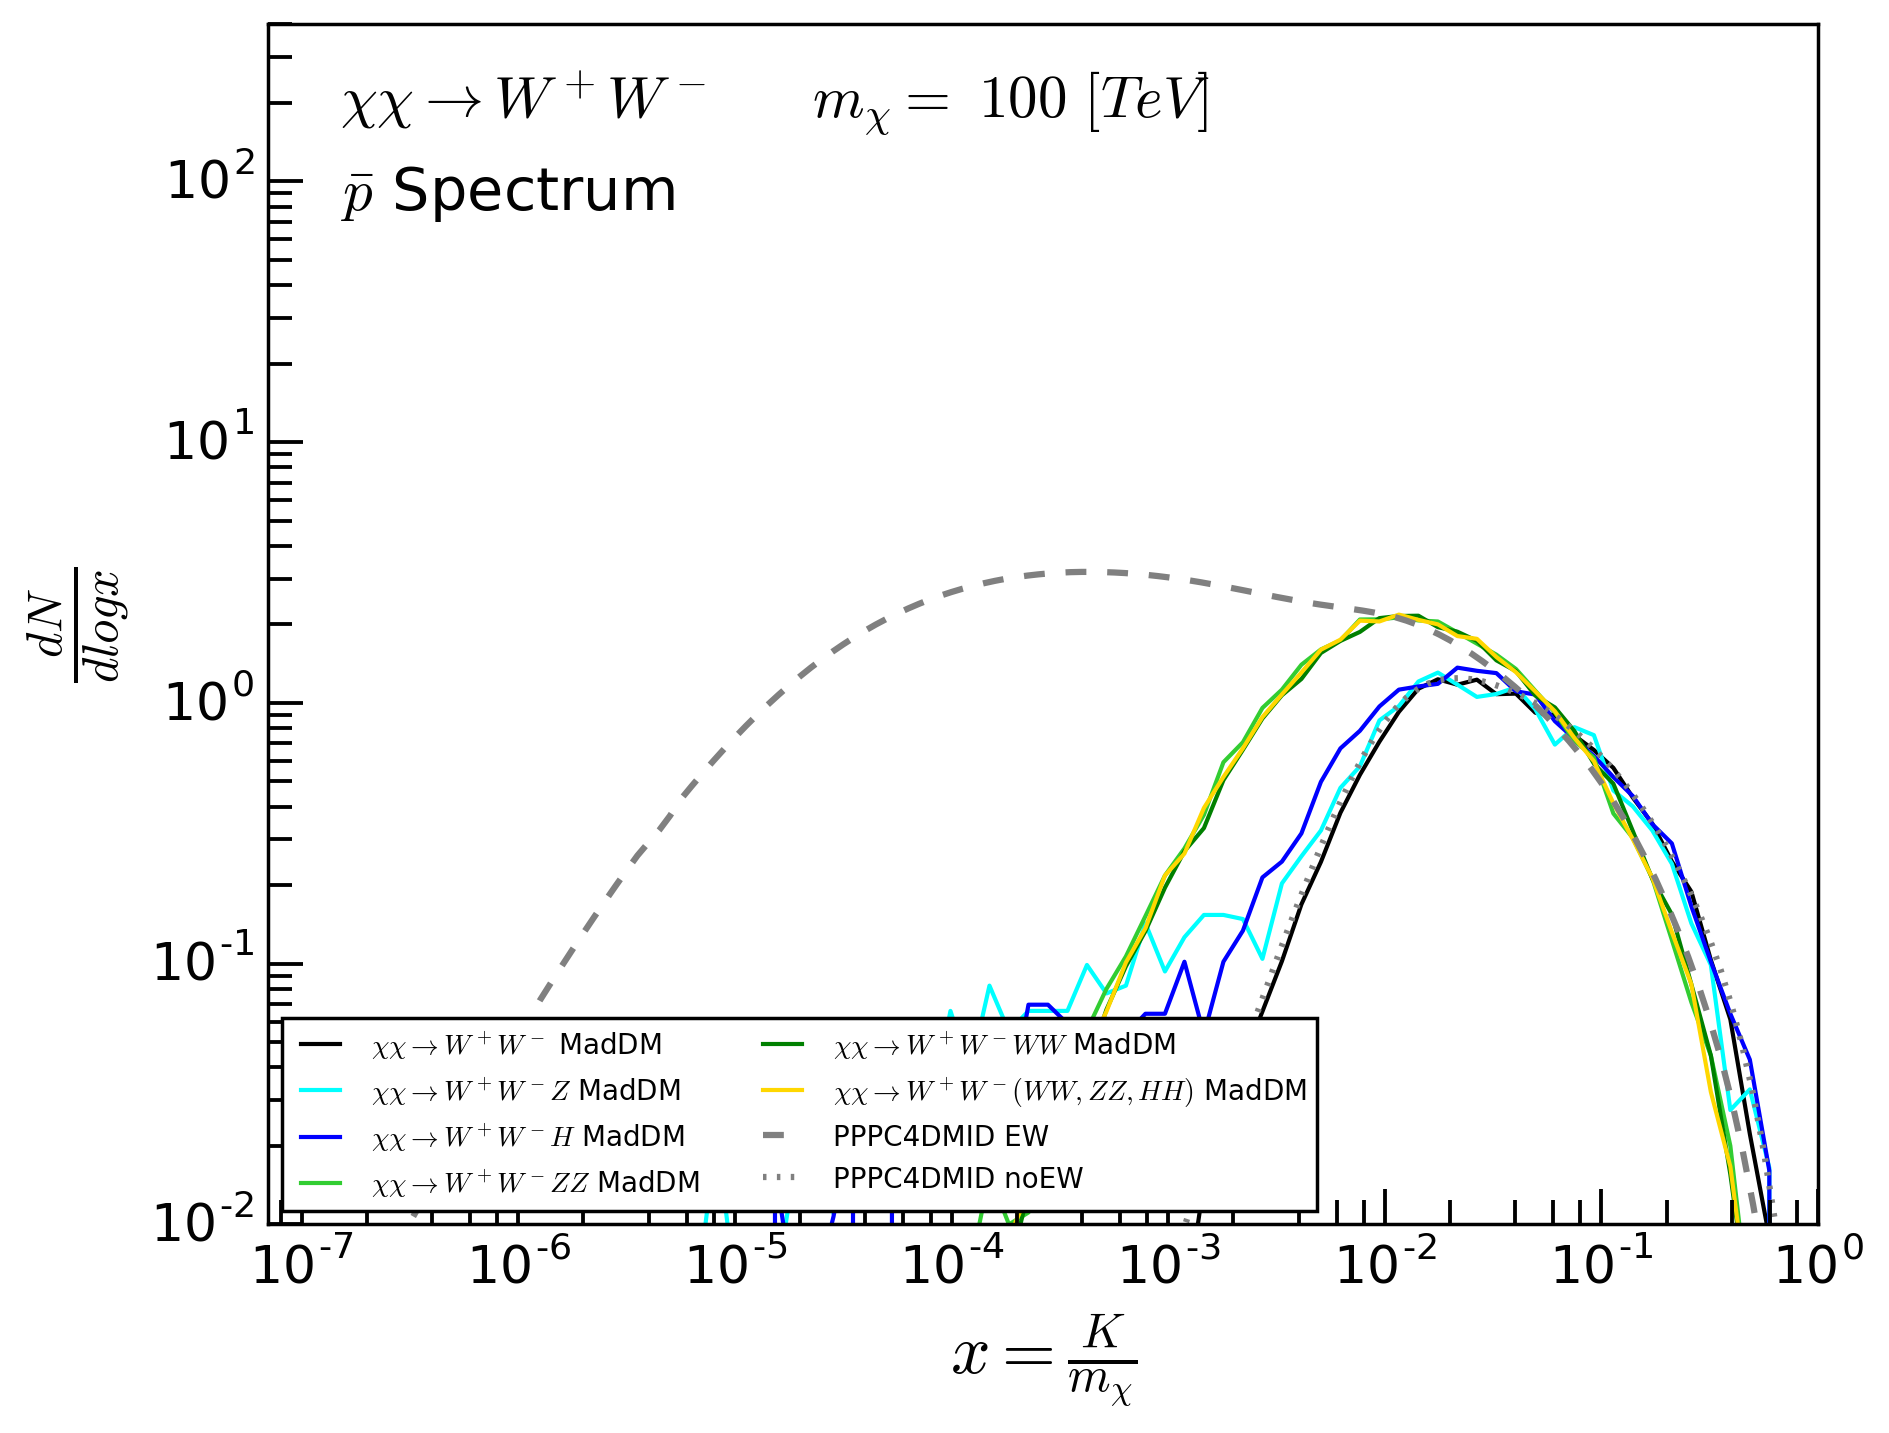 χχ → W⁺W⁻ m_χ = 100 [TeV]
p̄ Spectrum
10²
10¹
10⁰
10⁻¹
10⁻²
dN
dlogx
χχ → W⁺W⁻ MadDM
χχ → W⁺W⁻Z MadDM
χχ → W⁺W⁻H MadDM
χχ → W⁺W⁻ZZ MadDM
χχ → W⁺W⁻WW MadDM
χχ → W⁺W⁻(WW, ZZ, HH) MadDM
PPPC4DMID EW
PPPC4DMID noEW
10⁻⁷ 10⁻⁶ 10⁻⁵ 10⁻⁴ 10⁻³ 10⁻² 10⁻¹ 10⁰
x = K/m_χ